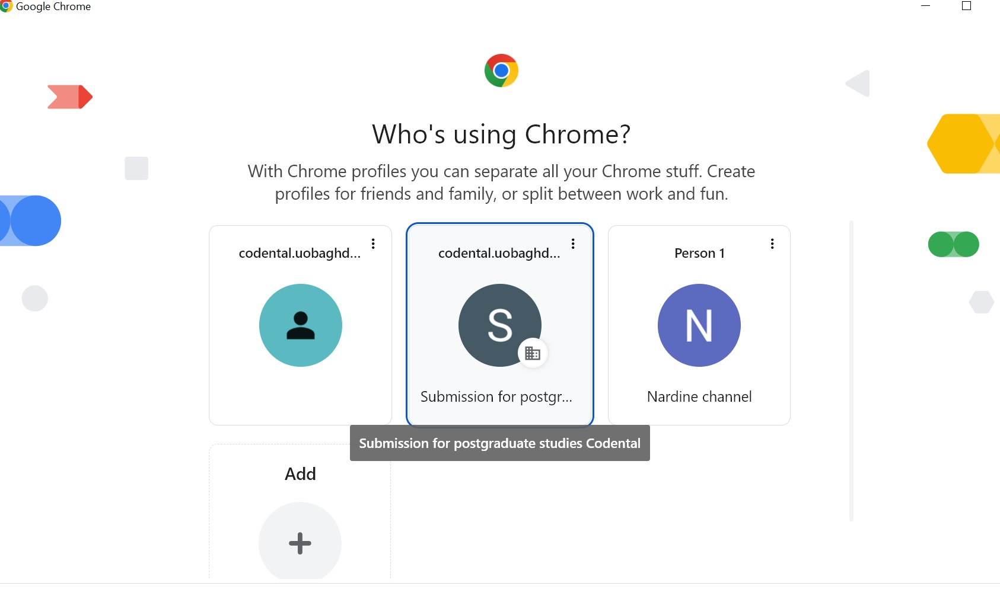 Google Chrome
Who's using Chrome?
With Chrome profiles you can separate all your Chrome stuff. Create
profiles for friends and family, or split between work and fun.
codental.uobaghd...
codental.uobaghd...
S
Submission for postgr...
Person 1
N
Nardine channel
Submission for postgraduate studies Codental
Add